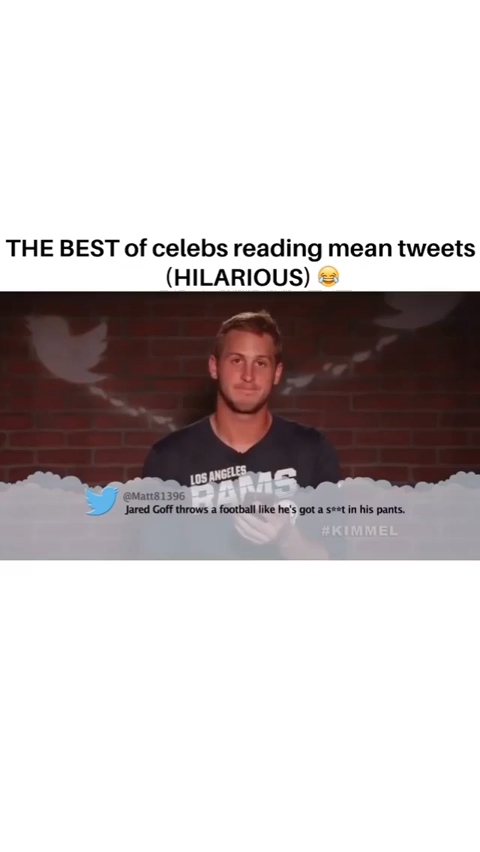 THE BEST of celebs reading mean tweets
(HILARIOUS) 😂
LOS ANGELES
RAMS
@Matt81396
Jared Goff throws a football like he's got a s**t in his pants.
#KIMMEL